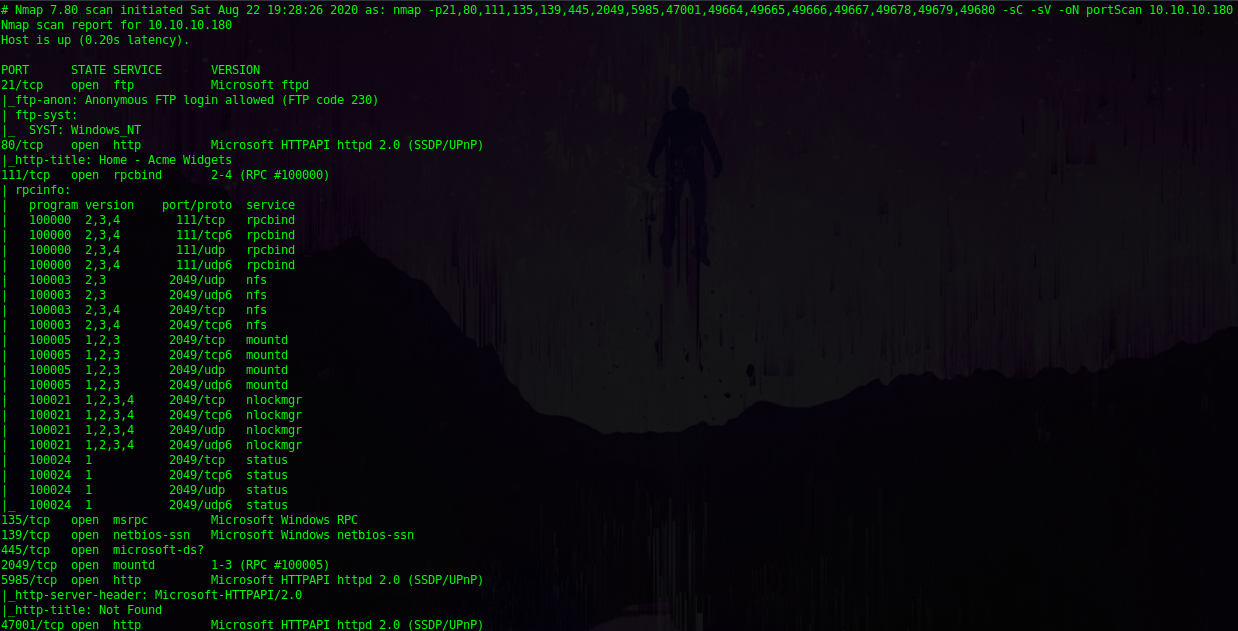 # Nmap 7.80 scan initiated Sat Aug 22 19:28:26 2020 as: nmap -p21,80,111,135,139,445,2049,5985,47001,49664,49665,49666,49667,49678,49679,49680 -sC -sV -oN portScan 10.10.10.180
Nmap scan report for 10.10.10.180
Host is up (0.20s latency).
PORT      STATE SERVICE       VERSION
21/tcp    open  ftp           Microsoft ftpd
|_ftp-anon: Anonymous FTP login allowed (FTP code 230)
| ftp-syst:
|_  SYST: Windows_NT
80/tcp    open  http          Microsoft HTTPAPI httpd 2.0 (SSDP/UPnP)
|_http-title: Home - Acme Widgets
111/tcp   open  rpcbind       2-4 (RPC #100000)
| rpcinfo:
|   program version    port/proto  service
|   100000  2,3,4        111/tcp   rpcbind
|   100000  2,3,4        111/tcp6  rpcbind
|   100000  2,3,4        111/udp   rpcbind
|   100000  2,3,4        111/udp6  rpcbind
|   100003  2,3         2049/udp   nfs
|   100003  2,3         2049/udp6  nfs
|   100003  2,3,4       2049/tcp   nfs
|   100003  2,3,4       2049/tcp6  nfs
|   100005  1,2,3       2049/tcp   mountd
|   100005  1,2,3       2049/tcp6  mountd
|   100005  1,2,3       2049/udp   mountd
|   100005  1,2,3       2049/udp6  mountd
|   100021  1,2,3,4     2049/tcp   nlockmgr
|   100021  1,2,3,4     2049/tcp6  nlockmgr
|   100021  1,2,3,4     2049/udp   nlockmgr
|   100021  1,2,3,4     2049/udp6  nlockmgr
|   100024  1           2049/tcp   status
|   100024  1           2049/tcp6  status
|   100024  1           2049/udp   status
|_  100024  1           2049/udp6  status
135/tcp   open  msrpc         Microsoft Windows RPC
139/tcp   open  netbios-ssn   Microsoft Windows netbios-ssn
445/tcp   open  microsoft-ds?
2049/tcp  open  mountd        1-3 (RPC #100005)
5985/tcp  open  http          Microsoft HTTPAPI httpd 2.0 (SSDP/UPnP)
|_http-server-header: Microsoft-HTTPAPI/2.0
|_http-title: Not Found
47001/tcp open  http          Microsoft HTTPAPI httpd 2.0 (SSDP/UPnP)